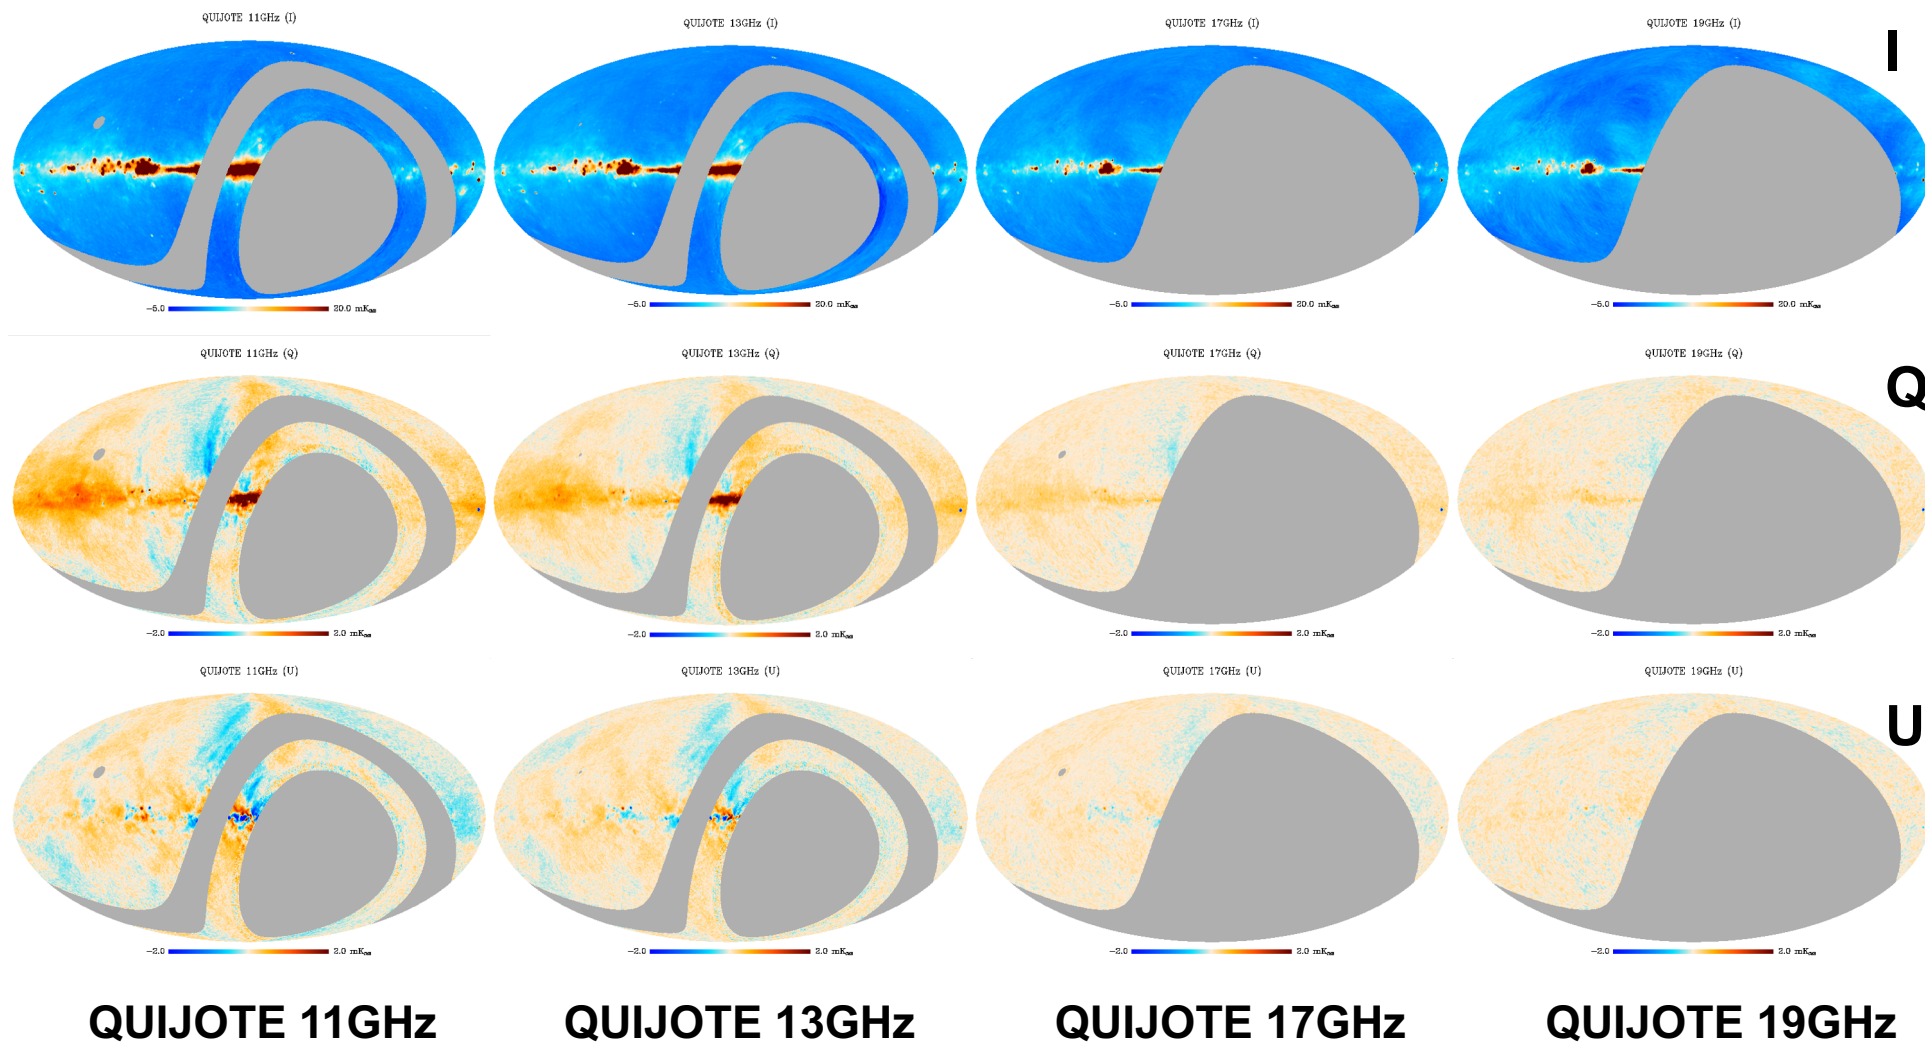 QUIJOTE 11GHz (I)
QUIJOTE 13GHz (I)
QUIJOTE 17GHz (I)
QUIJOTE 19GHz (I)
I
-5.0 20.0 mK
-5.0 20.0 mK
-5.0 20.0 mK
-5.0 20.0 mK
QUIJOTE 11GHz (Q)
QUIJOTE 13GHz (Q)
QUIJOTE 17GHz (Q)
QUIJOTE 19GHz (Q)
Q
-2.0 2.0 mK
-2.0 2.0 mK
-2.0 2.0 mK
-2.0 2.0 mK
QUIJOTE 11GHz (U)
QUIJOTE 13GHz (U)
QUIJOTE 17GHz (U)
QUIJOTE 19GHz (U)
U
-2.0 2.0 mK
-2.0 2.0 mK
-2.0 2.0 mK
-2.0 2.0 mK
QUIJOTE 11GHz
QUIJOTE 13GHz
QUIJOTE 17GHz
QUIJOTE 19GHz